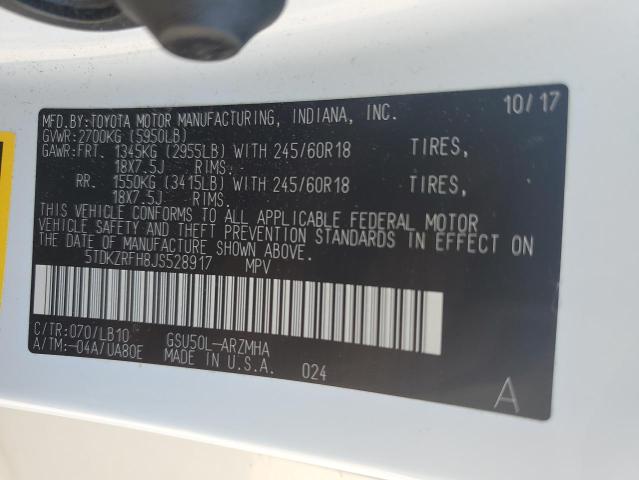 MFD.BY:TOYOTA MOTOR MANUFACTURING, INDIANA, INC. 10/17
GVWR:2700KG (5950LB)
GAWR:FRT. 1345KG (2955LB) WITH 245/60R18 TIRES,
18X7.5J RIMS.
RR. 1550KG (3415LB) WITH 245/60R18 TIRES,
18X7.5J RIMS.
THIS VEHICLE CONFORMS TO ALL APPLICABLE FEDERAL MOTOR
VEHICLE SAFETY AND THEFT PREVENTION STANDARDS IN EFFECT ON
THE DATE OF MANUFACTURE SHOWN ABOVE.
5TDKZRFH8JS528917 MPV
C/TR:070/LB10 GSU50L-ARZMHA
A/TM:-04A/UA80E MADE IN U.S.A. 024
A